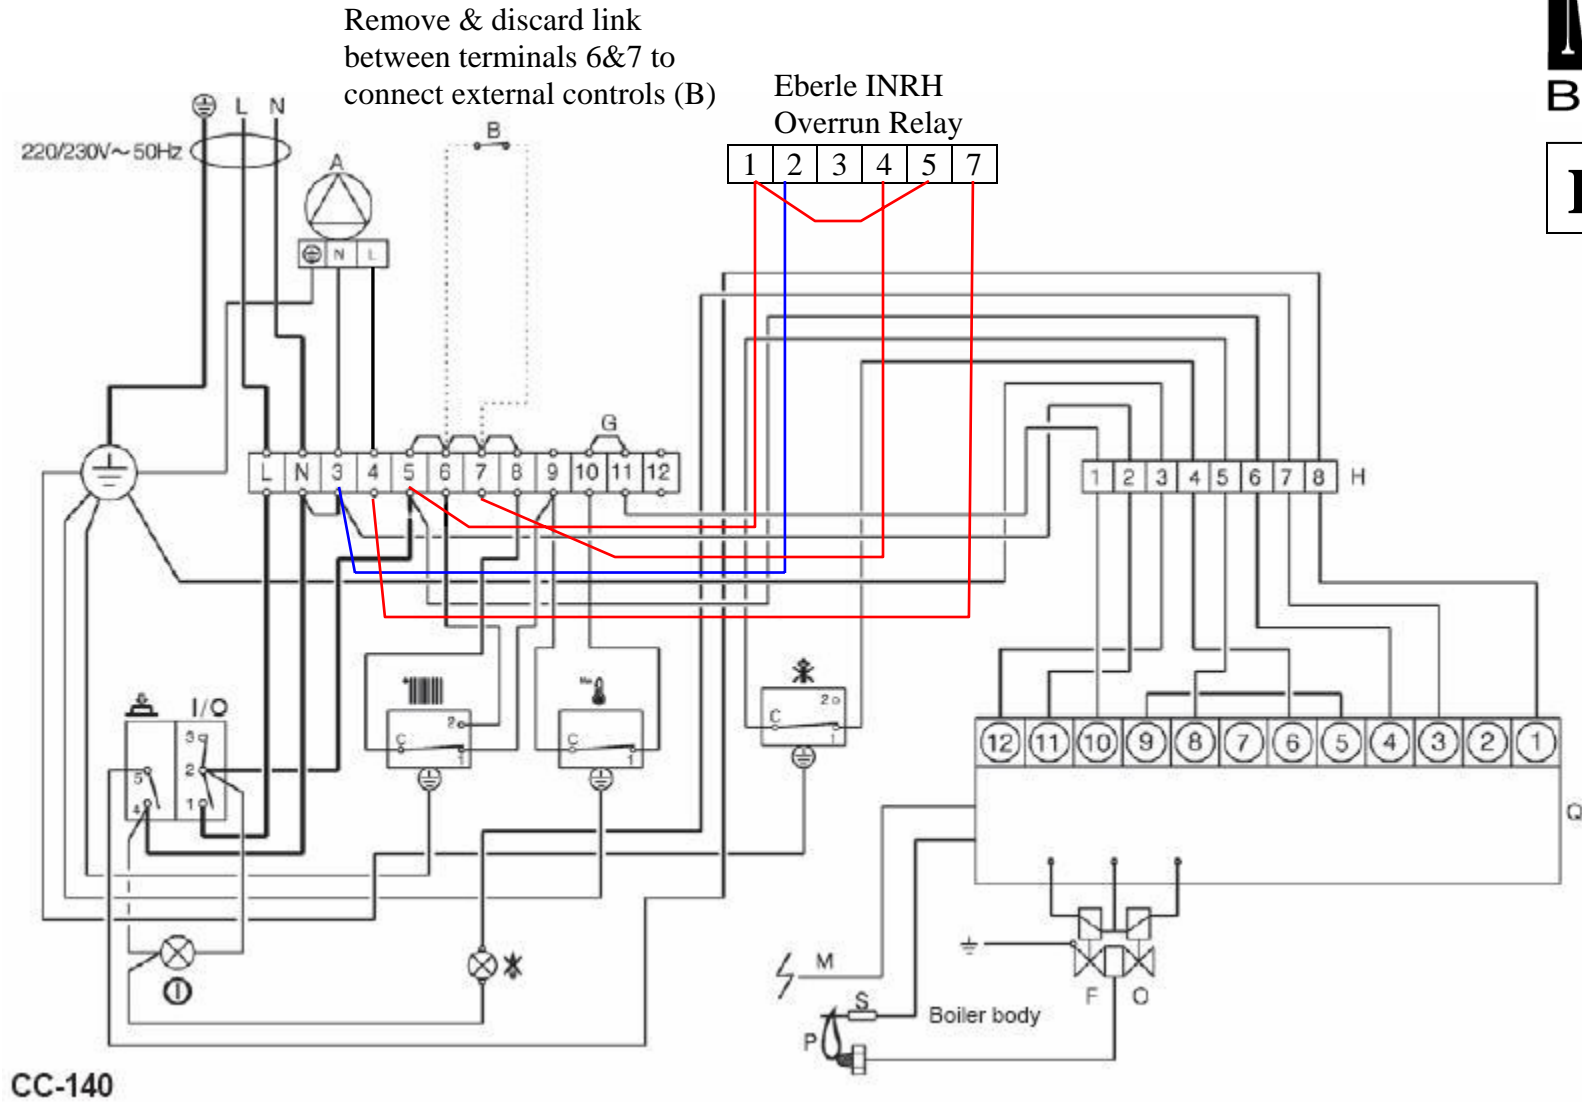 Remove & discard link
between terminals 6&7 to
connect external controls (B)
Eberle INRH
Overrun Relay
B
1 2 3 4 5 7
L N
220/230V~50Hz
A
B
N L
G
L N 3 4 5 6 7 8 9 10 11 12
1 2 3 4 5 6 7 8 H
I/O
3
2
1
5
4
2
C
1
C
1
2
C
1
12 11 10 9 8 7 6 5 4 3 2 1
Q
M
S
Boiler body
P
F O
CC-140